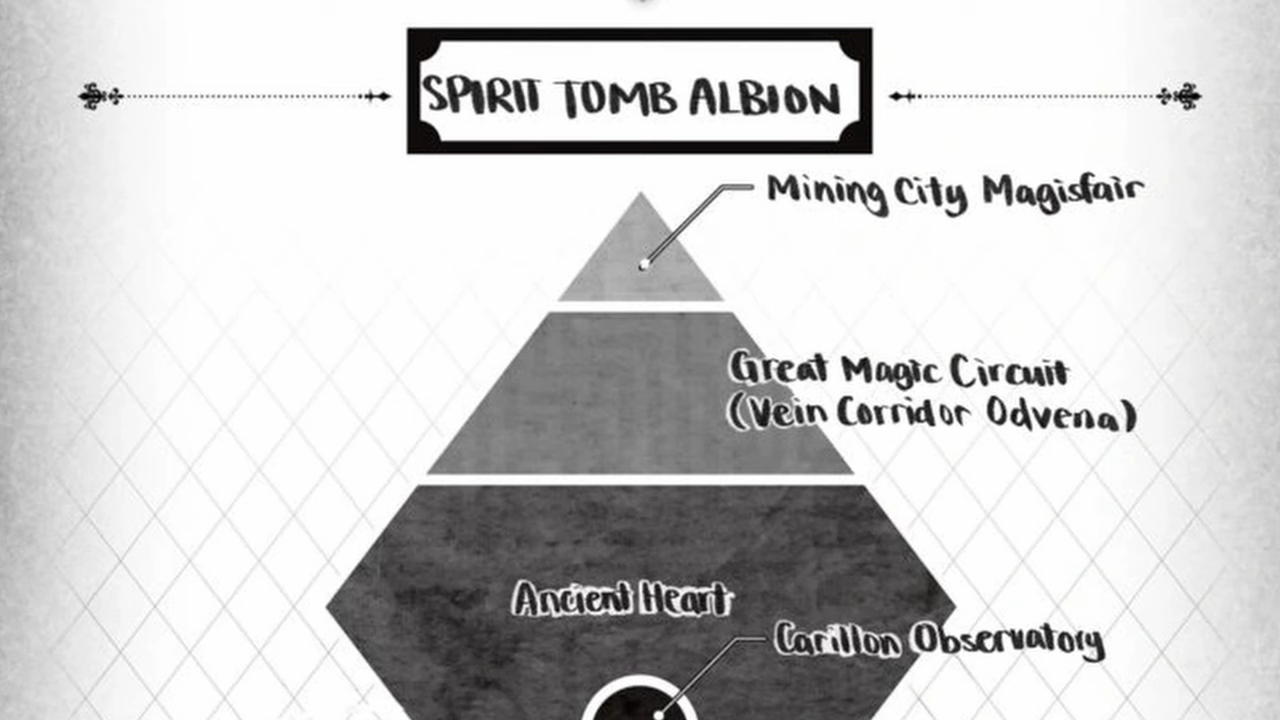 SPIRIT TOMB ALBION
Mining City Magisfair
Great Magic Circuit
(Vein Corridor Odvena)
Ancient Heart
Carillon Observatory